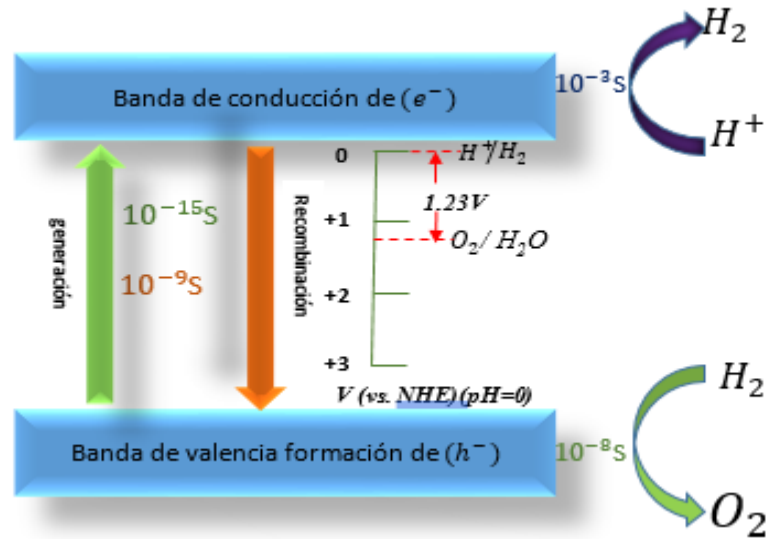 H₂
Banda de conducción de (e⁻)
10⁻³S
H⁺
0
H⁺/H₂
generación
10⁻¹⁵S
Recombinación
1.23V
+1
O₂/ H₂O
10⁻⁹S
+2
+3
H₂
V (vs. NHE) (pH=0)
Banda de valencia formación de (h⁻)
10⁻⁸S
O₂